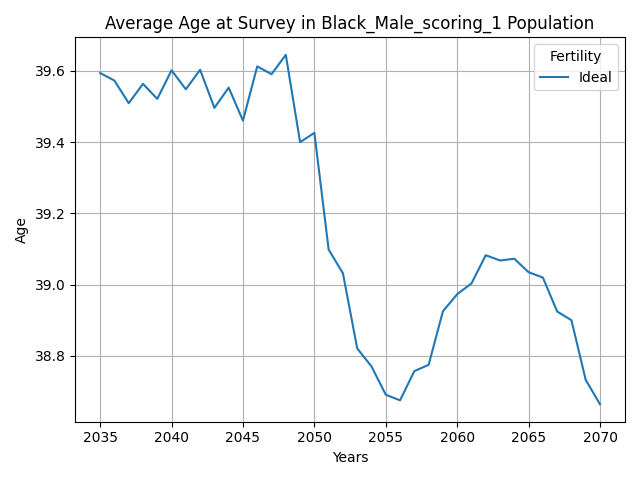 Average Age at Survey in Black_Male_scoring_1 Population
Fertility
Ideal
39.6
39.4
39.2
39.0
38.8
Age
2035 2040 2045 2050 2055 2060 2065 2070
Years